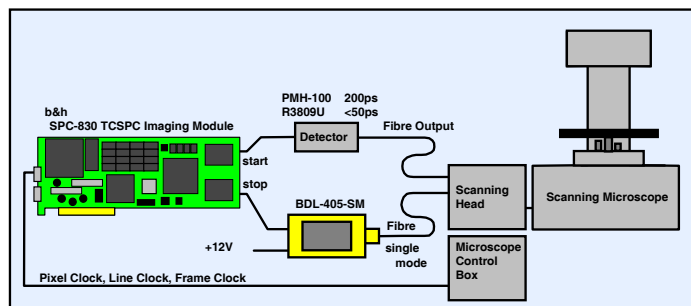 b&h
SPC-830 TCSPC Imaging Module
PMH-100 200ps
R3809U <50ps
Detector
Fibre Output
start
stop
BDL-405-SM
+12V
Fibre
single
mode
Scanning
Head
Scanning Microscope
Microscope
Control
Box
Pixel Clock, Line Clock, Frame Clock